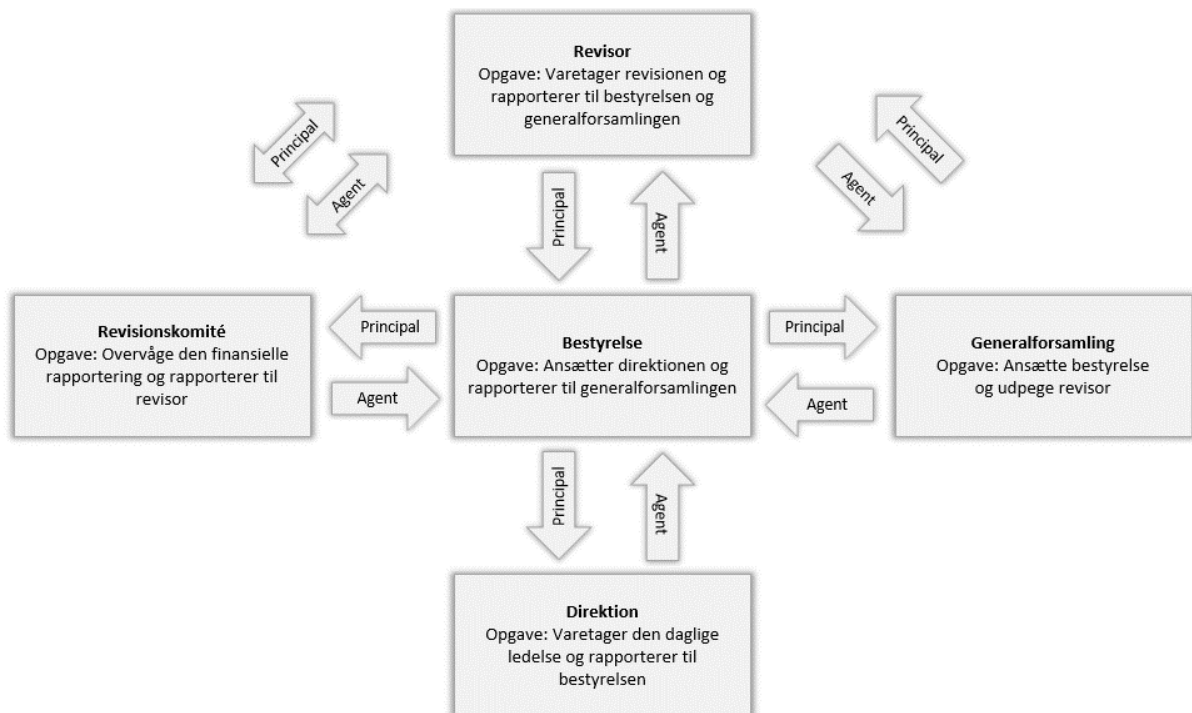 Revisor
Opgave: Varetager revisionen og
rapporterer til bestyrelsen og
generalforsamlingen
Principal
Agent
Principal
Agent
Principal
Agent
Revisionskomité
Opgave: Overvåge den finansielle
rapportering og rapporterer til
revisor
Principal
Agent
Bestyrelse
Opgave: Ansætter direktionen og
rapporterer til generalforsamlingen
Principal
Agent
Generalforsamling
Opgave: Ansætte bestyrelse
og udpege revisor
Principal
Agent
Direktion
Opgave: Varetager den daglige
ledelse og rapporterer til
bestyrelsen